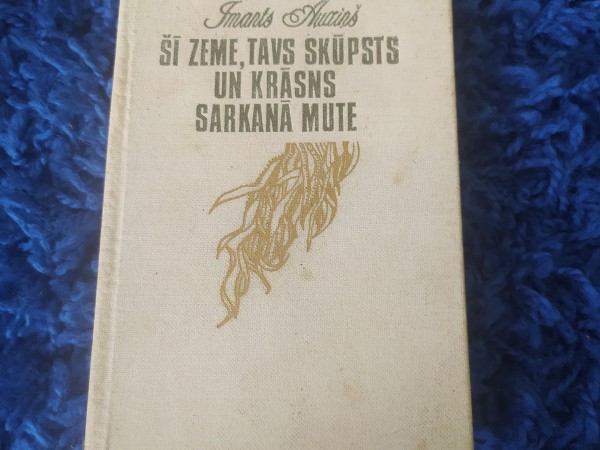 Imants Auziņš
ŠĪ ZEME, TAVS SKŪPSTS
UN KRĀSNS
SARKANĀ MUTE